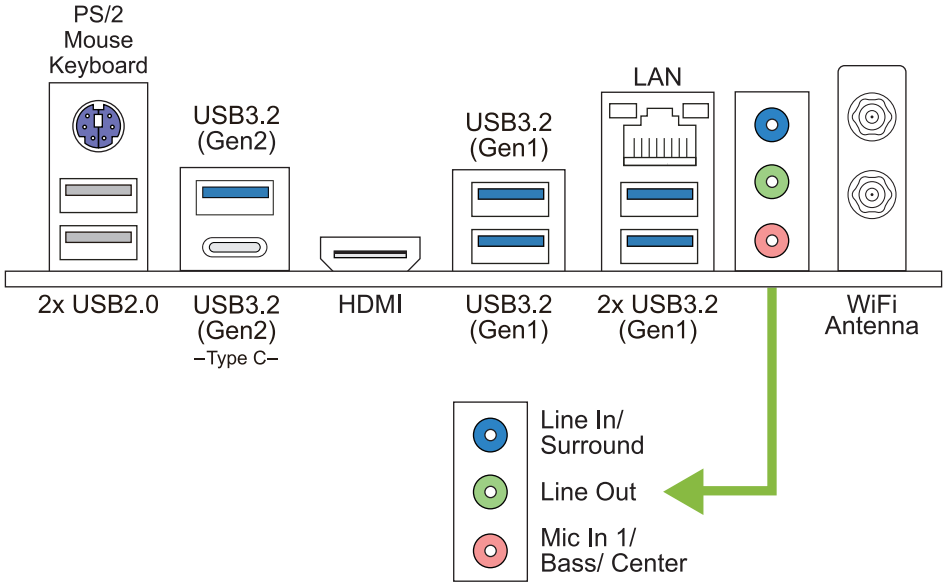 PS/2
Mouse
Keyboard
USB3.2
(Gen2)
USB3.2
(Gen1)
LAN
2x USB2.0
USB3.2
(Gen2)
–Type C–
HDMI
USB3.2
(Gen1)
2x USB3.2
(Gen1)
WiFi
Antenna
Line In/
Surround
Line Out
Mic In 1/
Bass/ Center